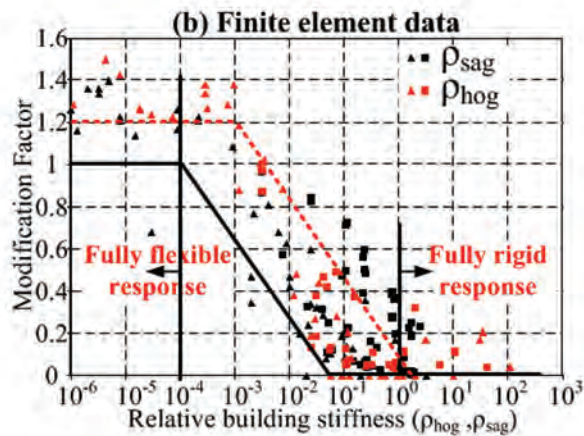 (b) Finite element data
1.6
1.4
1.2
1
0.8
0.6
0.4
0.2
0
Modification Factor
ρsag
ρhog
Fully flexible
response
Fully rigid
response
10⁻⁶ 10⁻⁵ 10⁻⁴ 10⁻³ 10⁻² 10⁻¹ 10⁰ 10¹ 10² 10³
Relative building stiffness (ρhog ,ρsag)